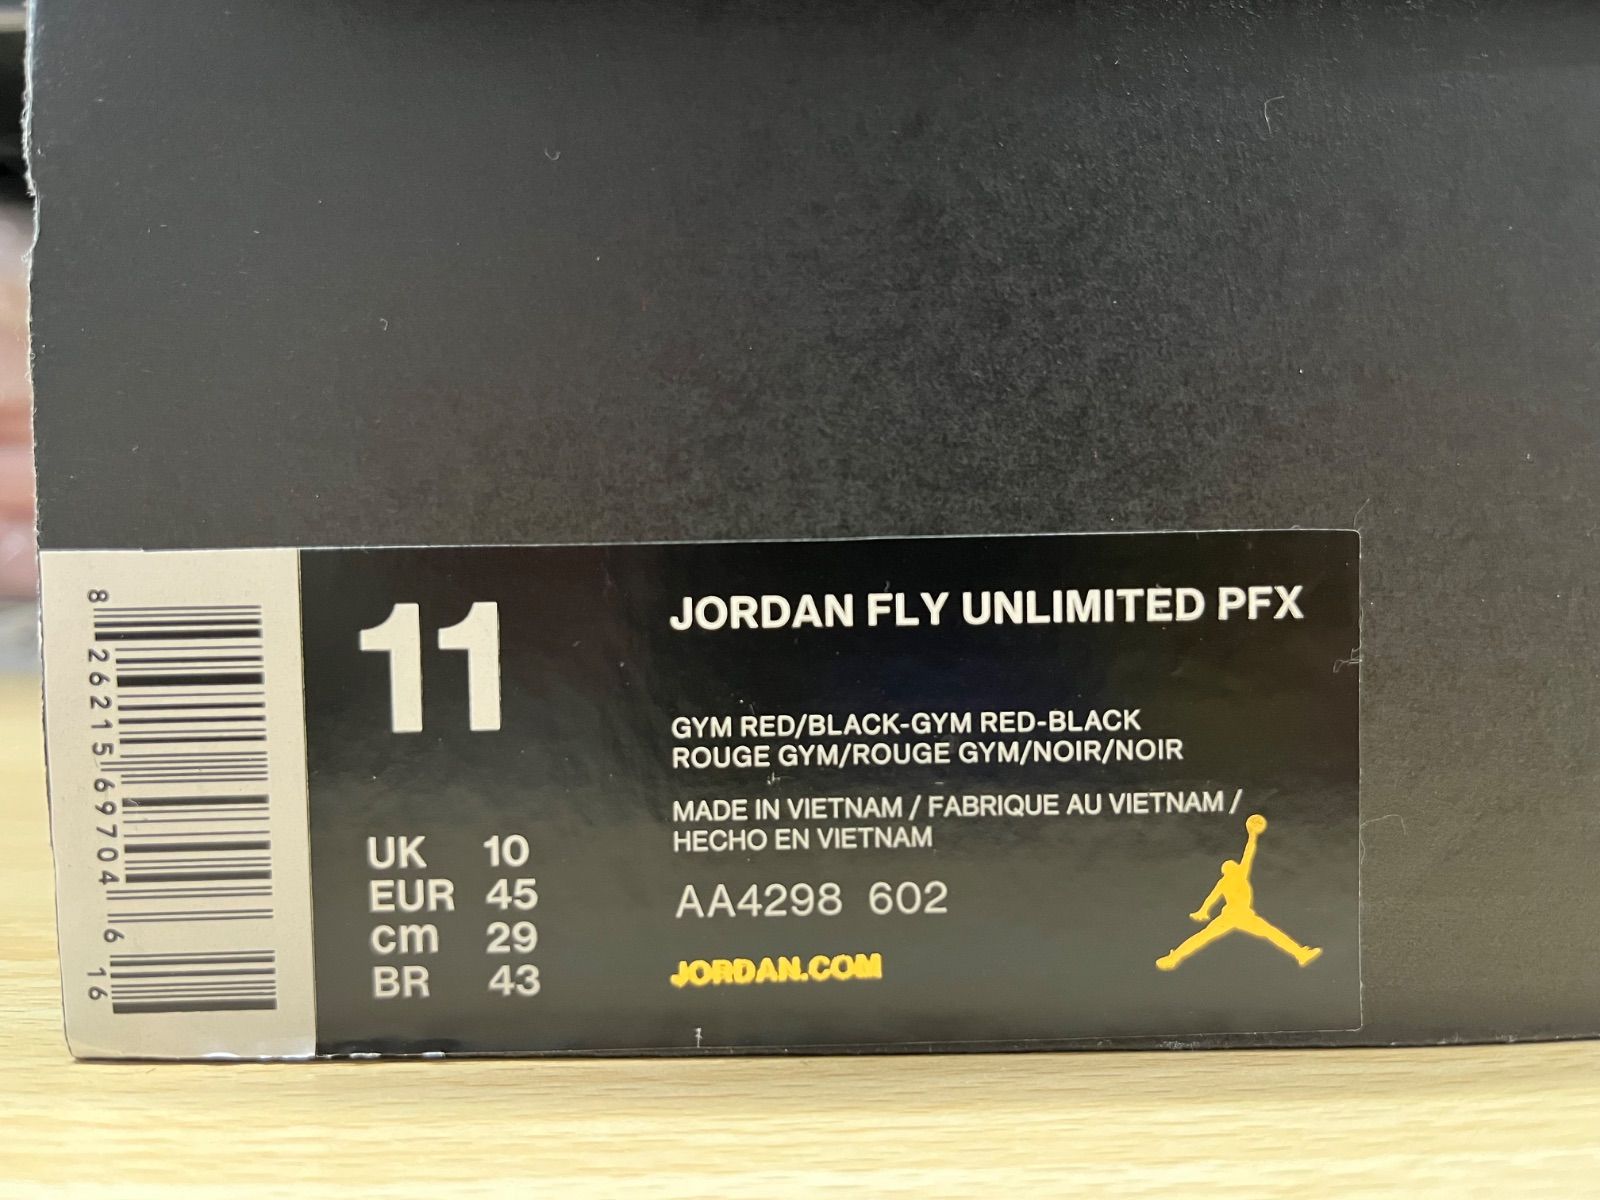 8 26215 69704 6 16
11
UK 10
EUR 45
cm 29
BR 43
JORDAN FLY UNLIMITED PFX
GYM RED/BLACK-GYM RED-BLACK
ROUGE GYM/ROUGE GYM/NOIR/NOIR
MADE IN VIETNAM / FABRIQUE AU VIETNAM /
HECHO EN VIETNAM
AA4298 602
JORDAN.COM